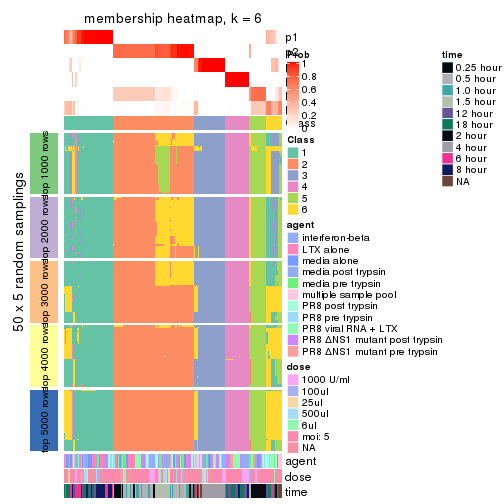 membership heatmap, k = 6
p1
Prob
1
0.8
0.6
0.4
0.2
0
Class
1
2
3
4
5
6
agent
interferon-beta
LTX alone
media alone
media post trypsin
media pre trypsin
multiple sample pool
PR8 post trypsin
PR8 pre trypsin
PR8 viral RNA + LTX
PR8 ΔNS1 mutant post trypsin
PR8 ΔNS1 mutant pre trypsin
dose
1000 U/ml
100ul
25ul
500ul
6ul
moi: 5
NA
time
0.25 hour
0.5 hour
1.0 hour
1.5 hour
12 hour
18 hour
2 hour
4 hour
6 hour
8 hour
NA
50 x 5 random samplings
top 1000 rows
top 2000 rows
top 3000 rows
top 4000 rows
top 5000 rows
agent
dose
time